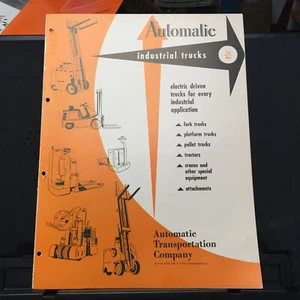 Automatic
industrial trucks
electric driven
trucks for every
industrial
application
fork trucks
platform trucks
pallet trucks
tractors
cranes and
other special
equipment
attachments
Automatic
Transportation
Company